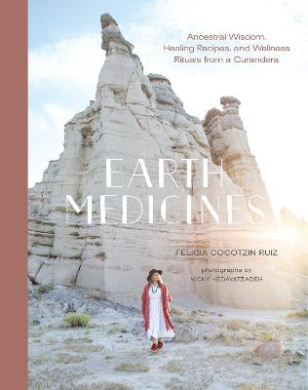 Ancestral Wisdom,
Healing Recipes, and Wellness
Rituals from a Curandera
EARTH
MEDICINES
FELICIA COCOTZIN RUIZ
photographs by
NICKY HEDAYATZADEH